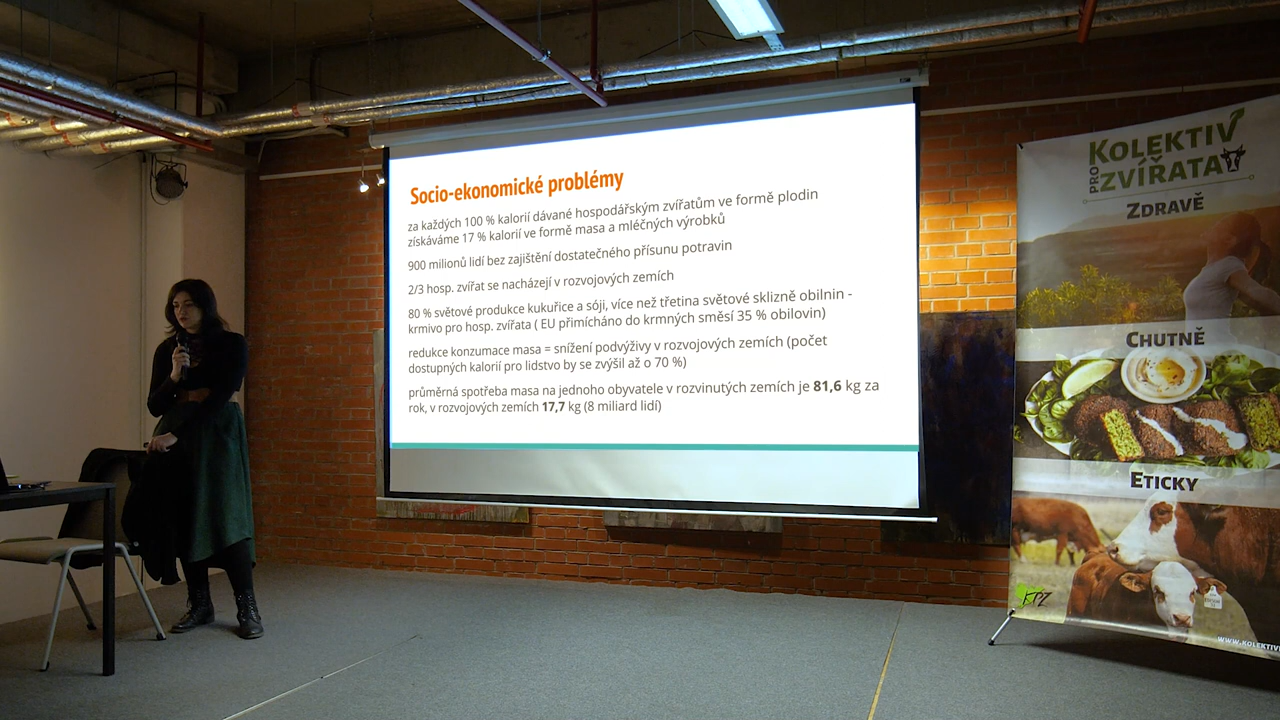 Socio-ekonomické problémy
za každých 100 % kalorií dávané hospodářským zvířatům ve formě plodin
získáváme 17 % kalorií ve formě masa a mléčných výrobků
900 milionů lidí bez zajištění dostatečného přísunu potravin
2/3 hosp. zvířat se nacházejí v rozvojových zemích
80 % světové produkce kukuřice a sóji, více než třetina světové sklizně obilnin -
krmivo pro hosp. zvířata ( EU přimícháno do krmných směsí 35 % obilovin)
redukce konzumace masa = snížení podvýživy v rozvojových zemích (počet
dostupných kalorií pro lidstvo by se zvýšil až o 70 %)
průměrná spotřeba masa na jednoho obyvatele v rozvinutých zemích je 81,6 kg za
rok, v rozvojových zemích 17,7 kg (8 miliard lidí)
KOLEKTIV
PRO ZVÍŘATA
ZDRAVĚ
CHUTNĚ
ETICKY
KPZ
WWW.KOLEKTIV